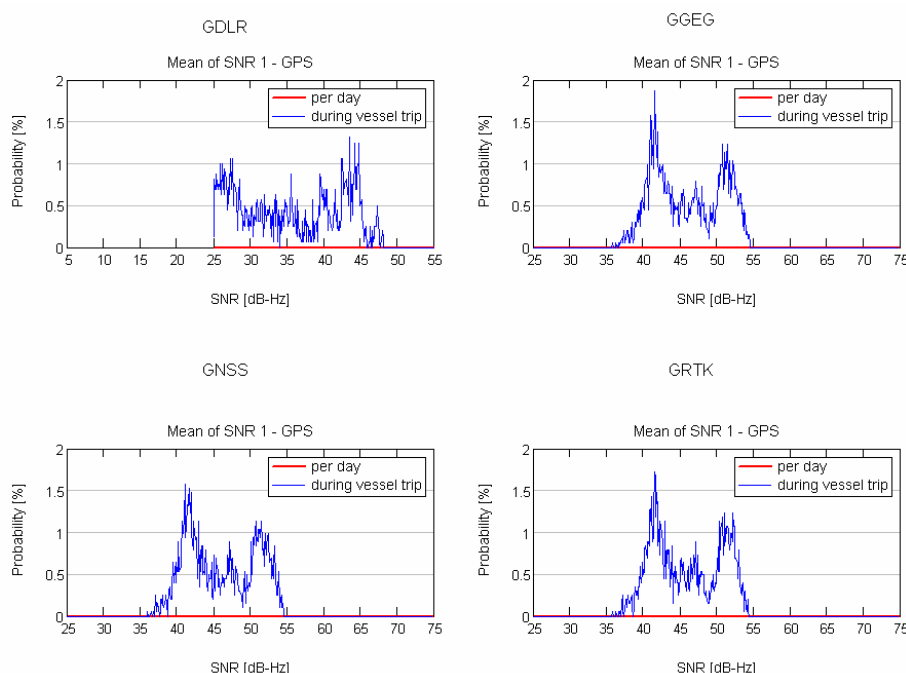 GDLR
Mean of SNR 1 - GPS
Probability [%]
2
1.5
1
0.5
0
per day
during vessel trip
5 10 15 20 25 30 35 40 45 50 55
SNR [dB-Hz]
GGEG
Mean of SNR 1 - GPS
Probability [%]
2
1.5
1
0.5
0
per day
during vessel trip
25 30 35 40 45 50 55 60 65 70 75
SNR [dB-Hz]
GNSS
Mean of SNR 1 - GPS
Probability [%]
2
1.5
1
0.5
0
per day
during vessel trip
25 30 35 40 45 50 55 60 65 70 75
SNR [dB-Hz]
GRTK
Mean of SNR 1 - GPS
Probability [%]
2
1.5
1
0.5
0
per day
during vessel trip
25 30 35 40 45 50 55 60 65 70 75
SNR [dB-Hz]